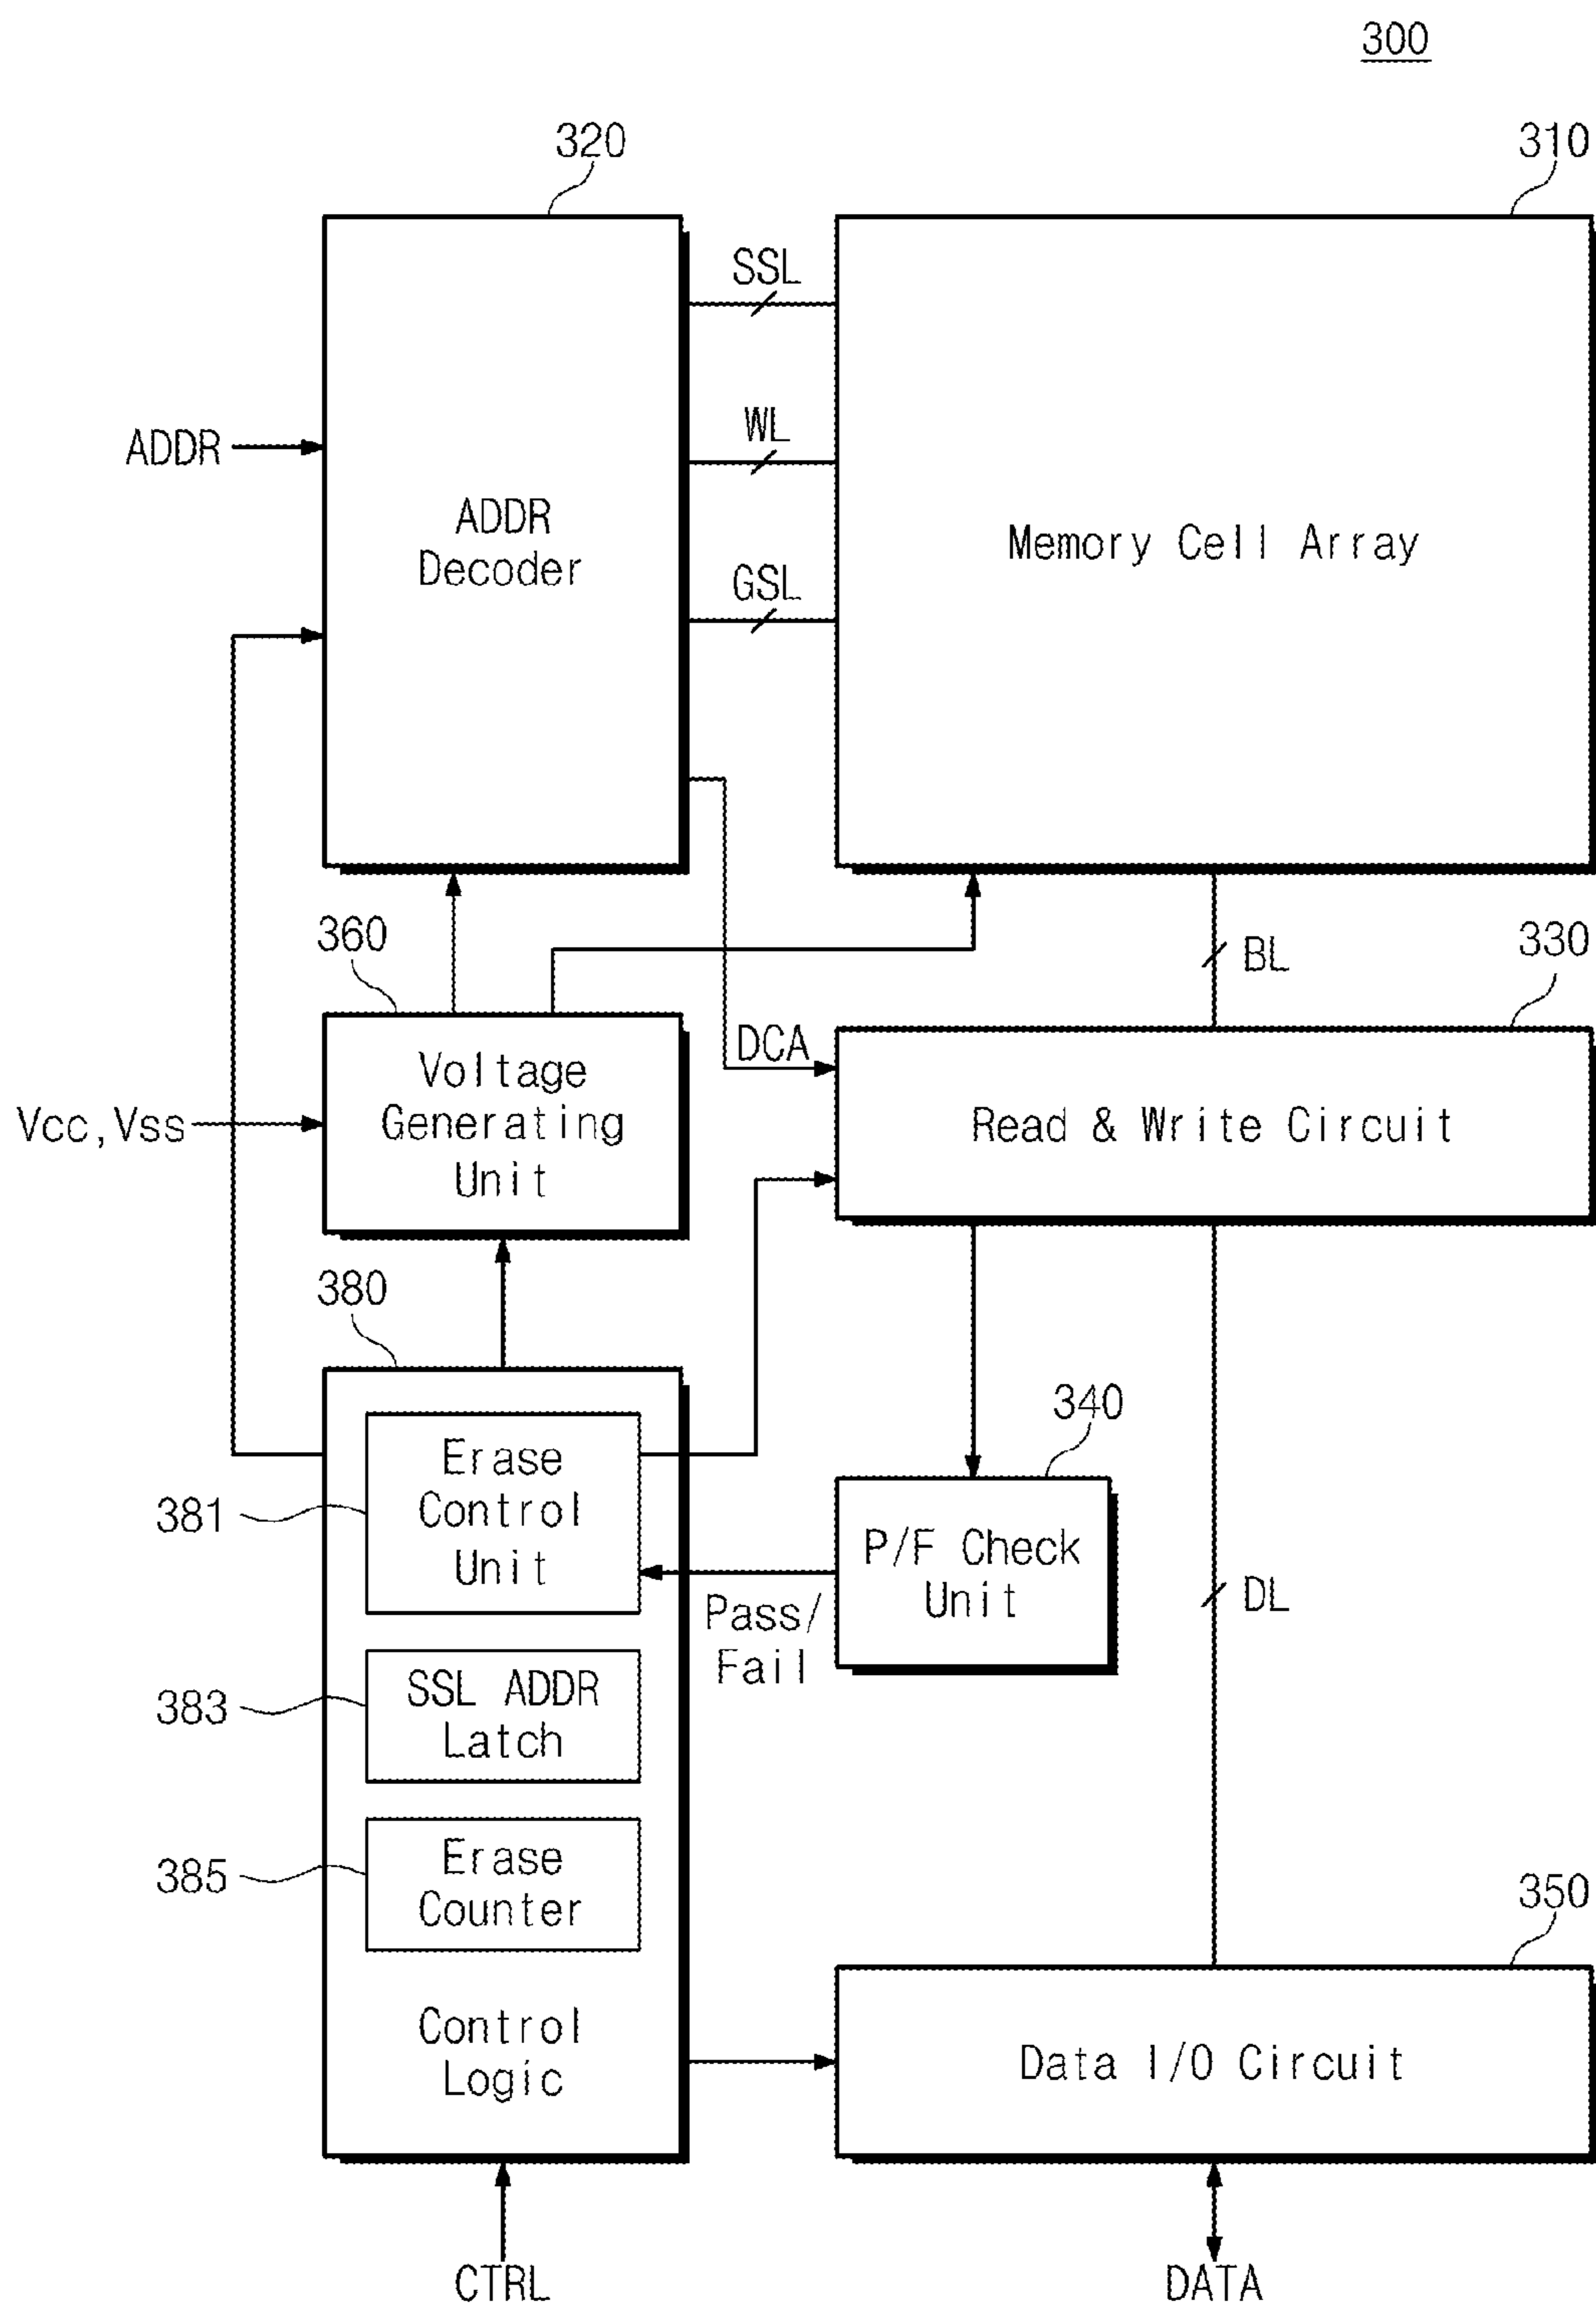 300
320
310
SSL
WL
ADDR
ADDR
Decoder
Memory Cell Array
GSL
360
BL
330
DCA
Voltage
Generating
Unit
Vcc,Vss
Read & Write Circuit
380
340
Erase
Control
Unit
381
P/F Check
Unit
DL
Pass/
Fail
SSL ADDR
Latch
383
Erase
Counter
385
350
Control
Logic
Data I/O Circuit
CTRL
DATA